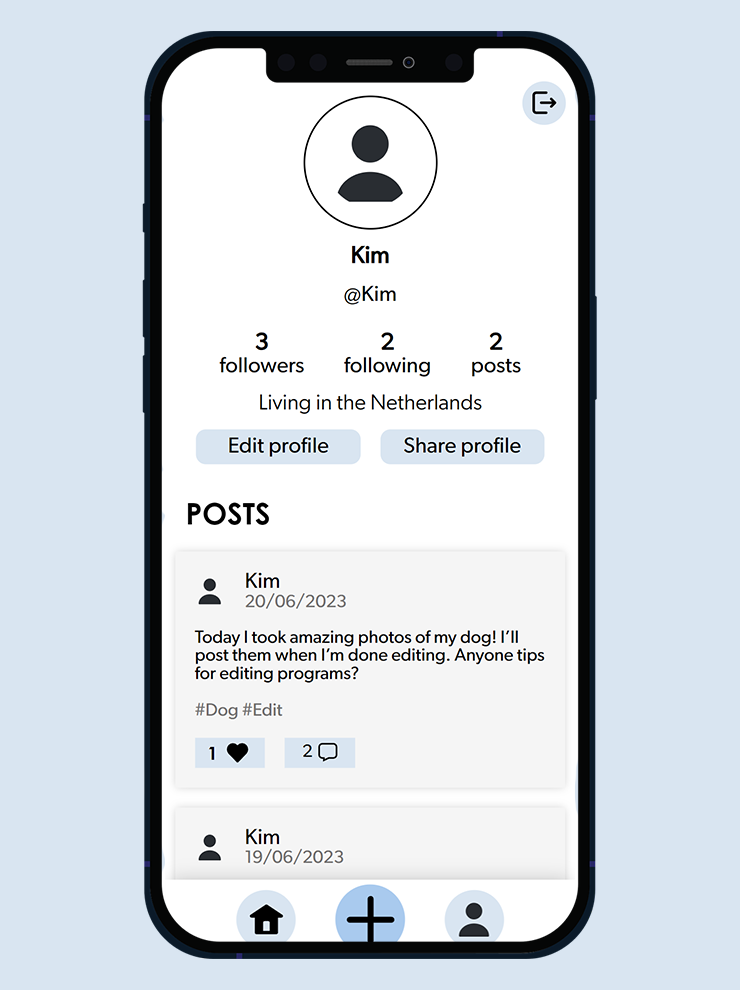 Kim
@Kim
3 2 2
followers following posts
Living in the Netherlands
Edit profile Share profile
POSTS
Kim
20/06/2023
Today I took amazing photos of my dog! I’ll
post them when I’m done editing. Anyone tips
for editing programs?
#Dog #Edit
1 2
Kim
19/06/2023